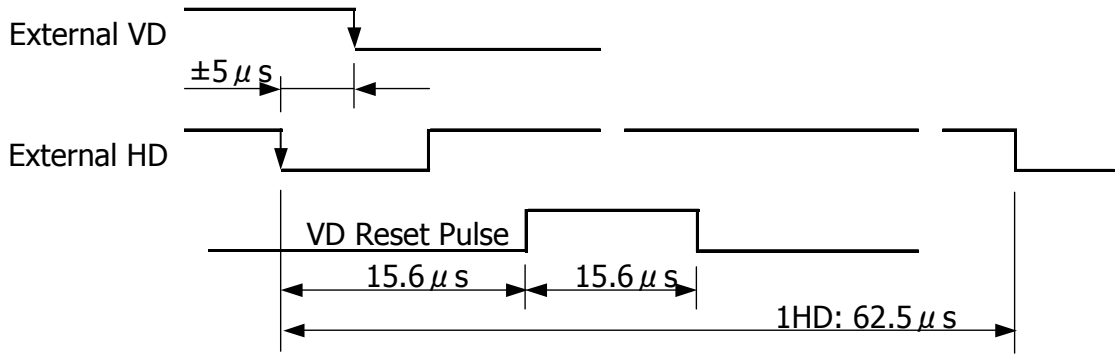 External VD
±5μs
External HD
VD Reset Pulse
15.6μs
15.6μs
1HD: 62.5μs